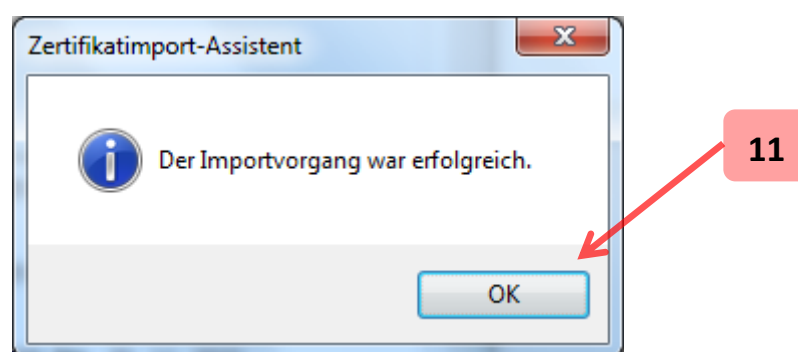 Zertifikatimport-Assistent
Der Importvorgang war erfolgreich.
11
OK